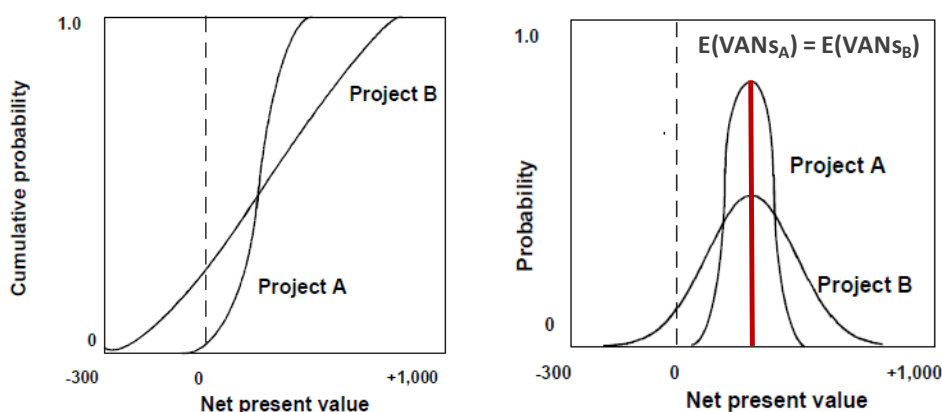 1.0
Cumulative probability
Project B
Project A
0
-300
0
+1,000
Net present value
1.0
E(VANsA) = E(VANsB)
Probability
Project A
Project B
0
-300
0
+1,000
Net present value